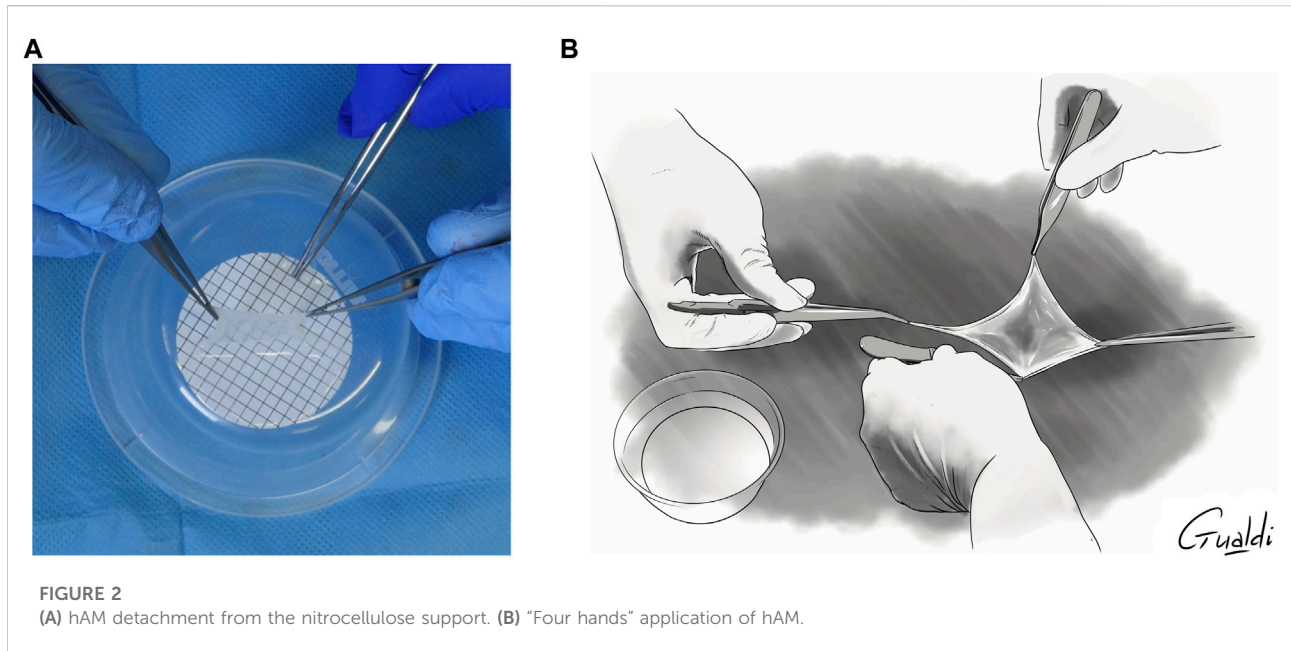 A
B
Gualdi
FIGURE 2
(A) hAM detachment from the nitrocellulose support. (B) "Four hands" application of hAM.